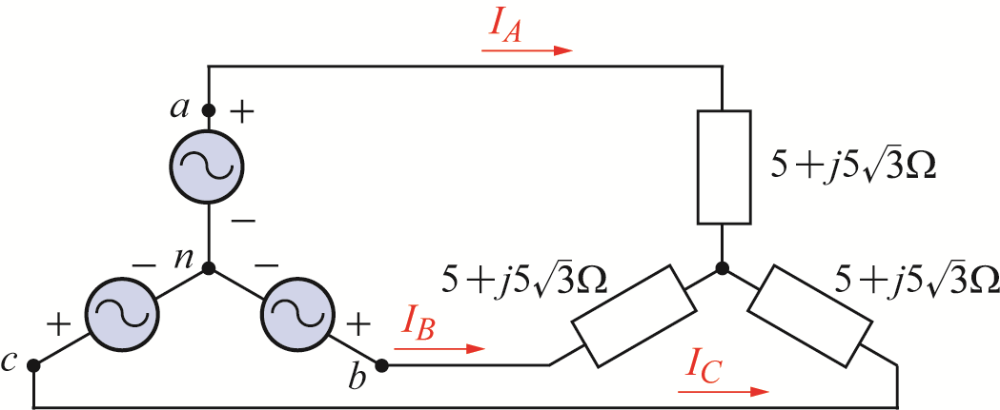 I_A
a +
5+j5√3Ω
−
− n −
5+j5√3Ω
5+j5√3Ω
+ +
I_B
c
b
I_C